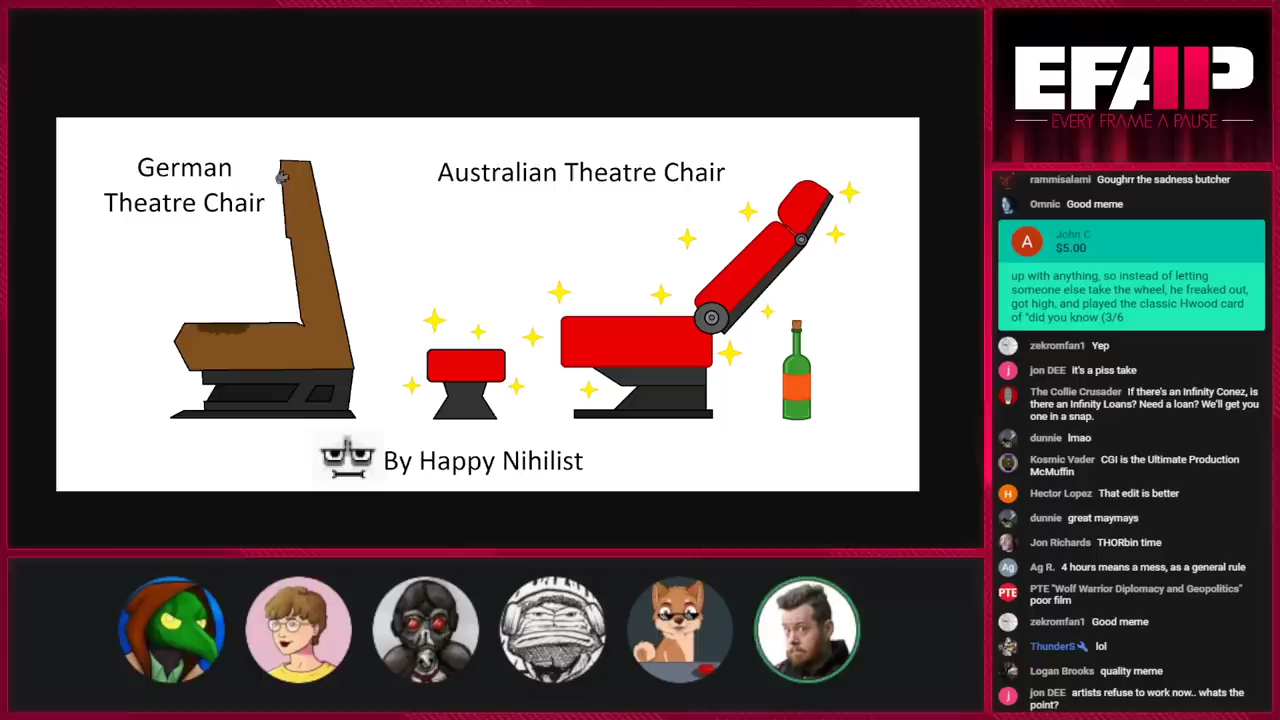 German
Theatre Chair
Australian Theatre Chair
By Happy Nihilist
EFAP
EVERY FRAME A PAUSE
rammisalami Goughrr the sadness butcher
Omnic Good meme
A
John C
$5.00
up with anything, so instead of letting
someone else take the wheel, he freaked out,
got high, and played the classic Hwood card
of "did you know (3/6
zekromfan1 Yep
j
jon DEE it's a piss take
The Collie Crusader If there's an Infinity Conez, is
there an Infinity Loans? Need a loan? We'll get you
one in a snap.
dunnie lmao
Kosmic Vader CGI is the Ultimate Production
McMuffin
H
Hector Lopez That edit is better
dunnie great maymays
Jon Richards THORbin time
Ag
Ag R. 4 hours means a mess, as a general rule
PTE
PTE "Wolf Warrior Diplomacy and Geopolitics"
poor film
zekromfan1 Good meme
ThunderS lol
Logan Brooks quality meme
j
jon DEE artists refuse to work now.. whats the
point?